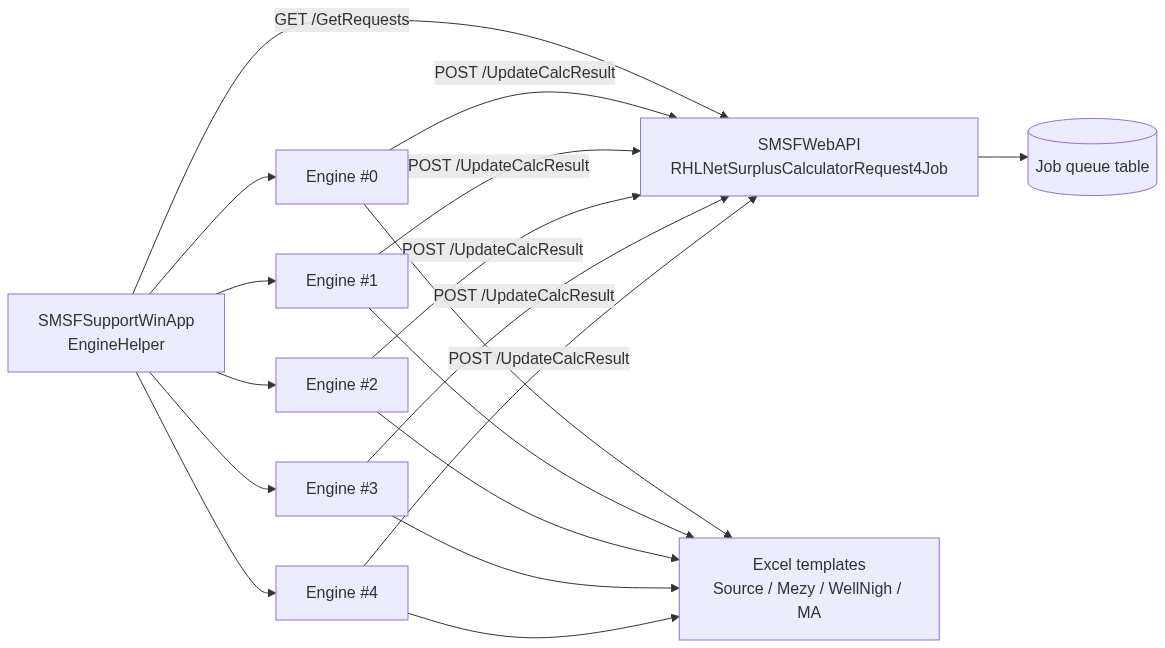 GET /GetRequests
POST /UpdateCalcResult
SMSFWebAPI
RHLNetSurplusCalculatorRequest4Job
Job queue table
Engine #0
POST /UpdateCalcResult
POST /UpdateCalcResult
Engine #1
POST /UpdateCalcResult
SMSFSupportWinApp
EngineHelper
POST /UpdateCalcResult
Engine #2
Engine #3
Engine #4
Excel templates
Source / Mezy / WellNigh /
MA